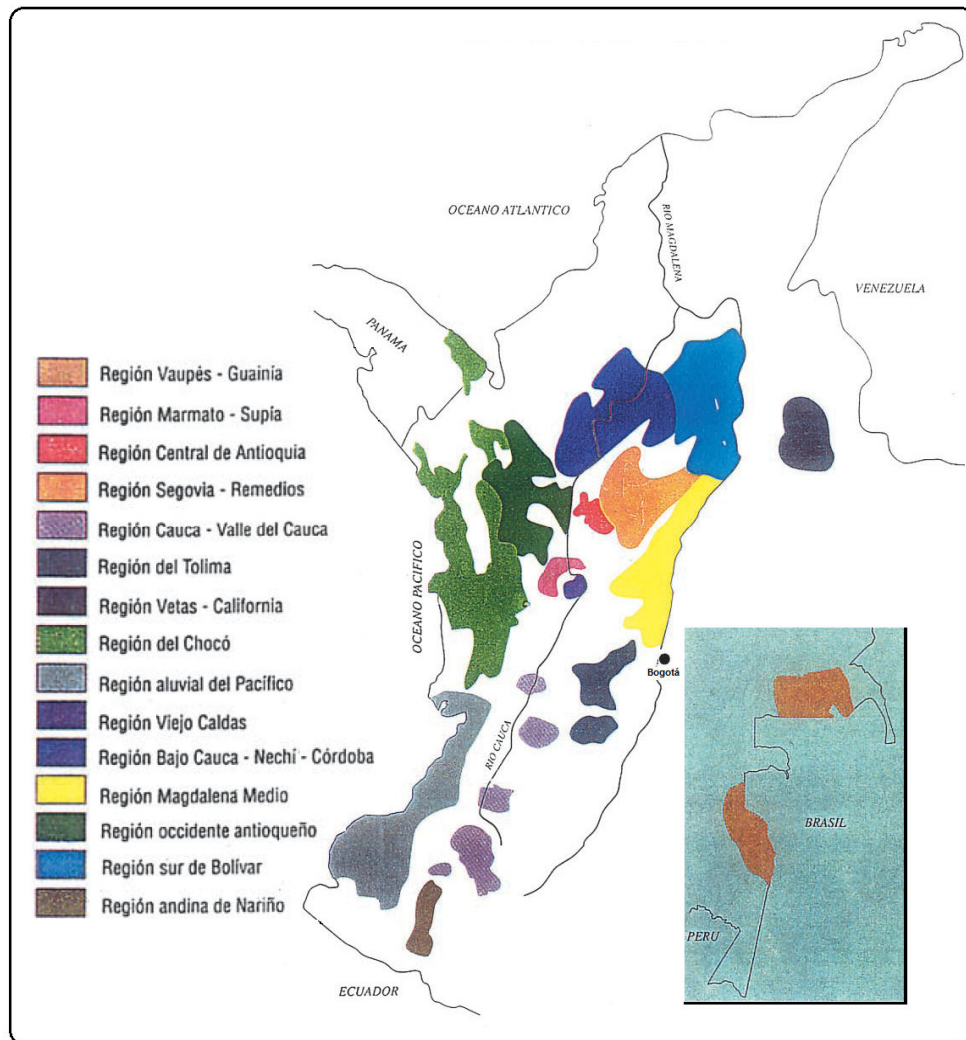 OCEANO ATLANTICO
RIO MAGDALENA
VENEZUELA
PANAMA
Región Vaupés - Guainía
Región Marmato - Supía
Región Central de Antioquia
Región Segovia - Remedios
Región Cauca - Valle del Cauca
Región del Tolima
Región Vetas - California
Región del Chocó
Región aluvial del Pacífico
Región Viejo Caldas
Región Bajo Cauca - Nechí - Córdoba
Región Magdalena Medio
Región occidente antioqueño
Región sur de Bolívar
Región andina de Nariño
OCEANO PACIFICO
Bogotá
RIO CAUCA
BRASIL
PERU
ECUADOR